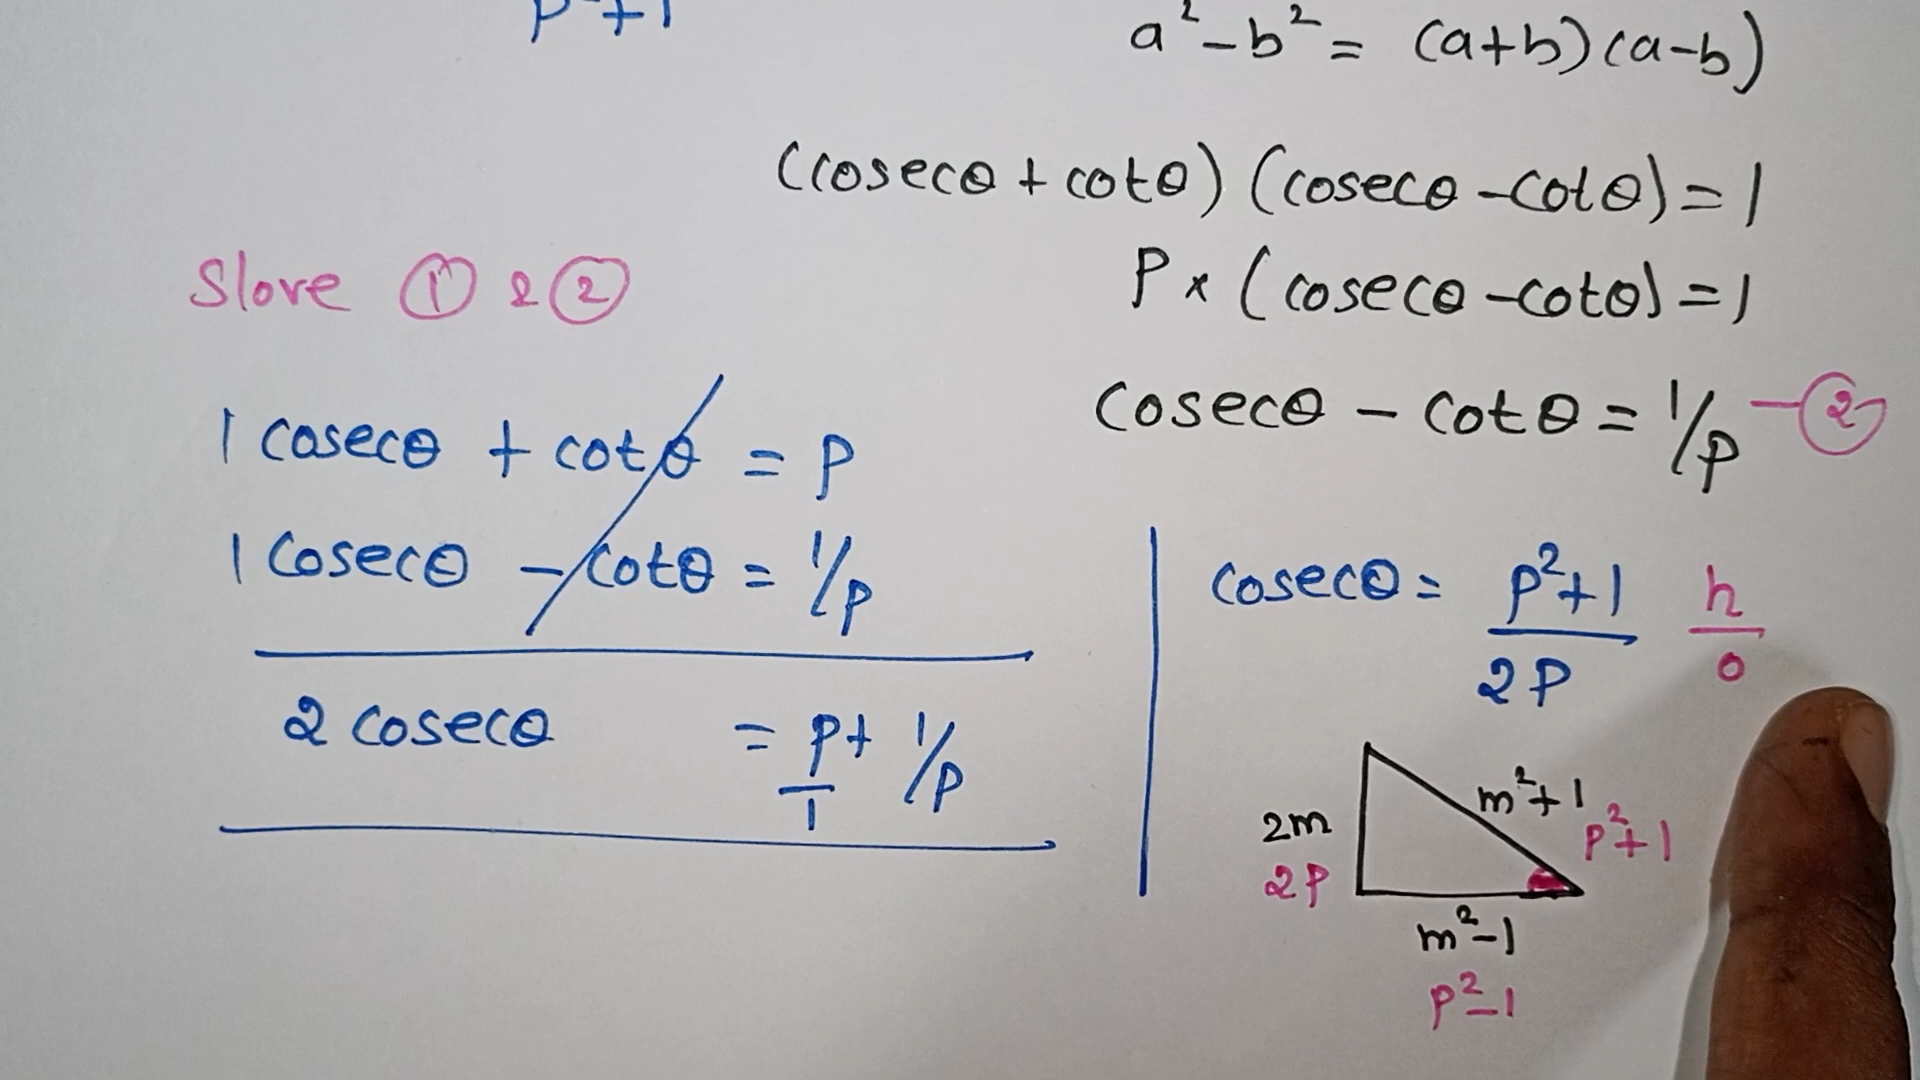 p²+1
a²-b² = (a+b)(a-b)
(cosecθ + cotθ) (cosecθ - cotθ) = 1
Slove ① & ②
P × (cosecθ - cotθ) = 1
cosecθ - cotθ = 1/p - ②
1 cosecθ + cotθ = P
1 cosecθ - cotθ = 1/p
2 cosecθ = p/1 + 1/p
cosecθ = p²+1/2P h/o
m²+1
p²+1
2m
2P
m²-1
p²-1